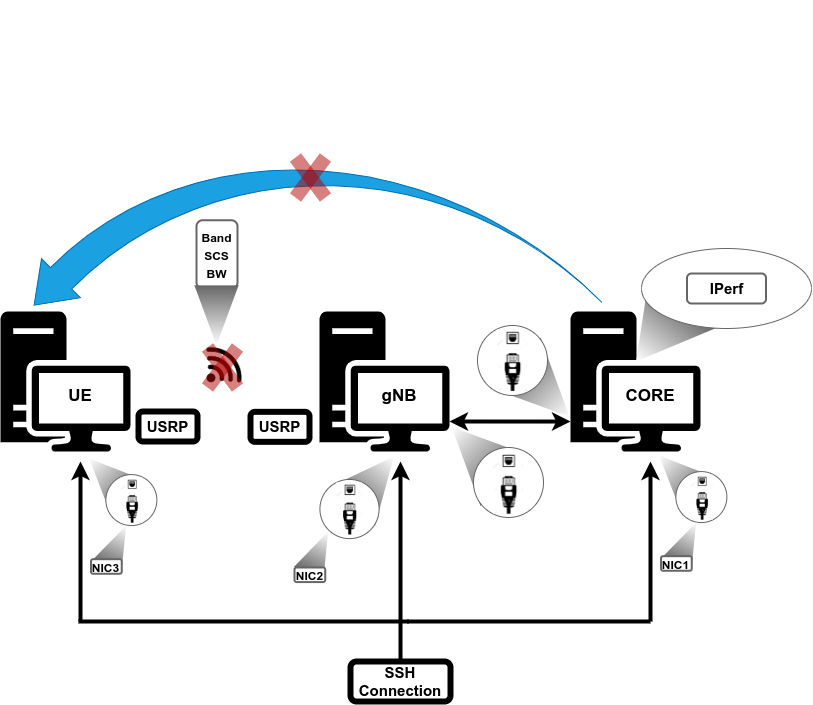 Band
SCS
BW
IPerf
UE
gNB
CORE
USRP
USRP
NIC3
NIC2
NIC1
SSH
Connection